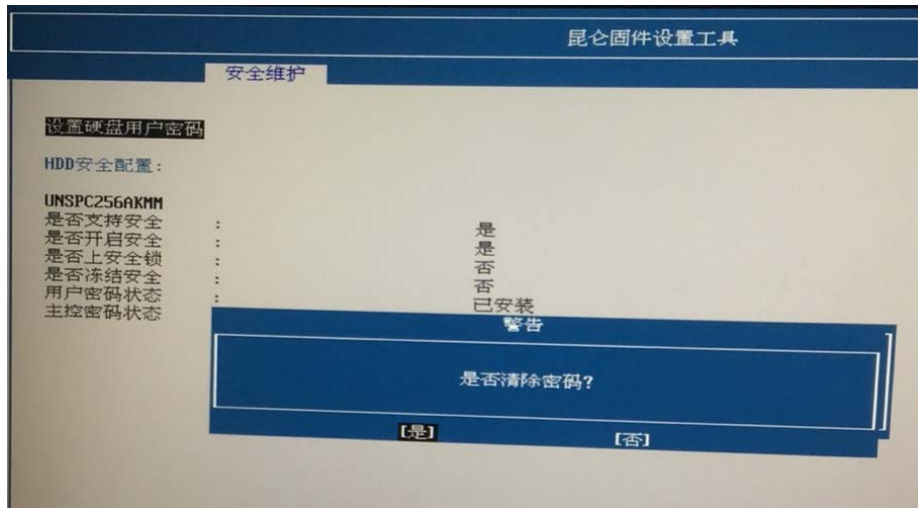 昆仑固件设置工具
安全维护
设置硬盘用户密码
HDD安全配置:
UNSPC256AKMM
是否支持安全 : 是
是否开启安全 : 是
是否上安全锁 : 否
是否冻结安全 : 否
用户密码状态 : 已安装
主控密码状态
警告
是否清除密码?
[是] [否]